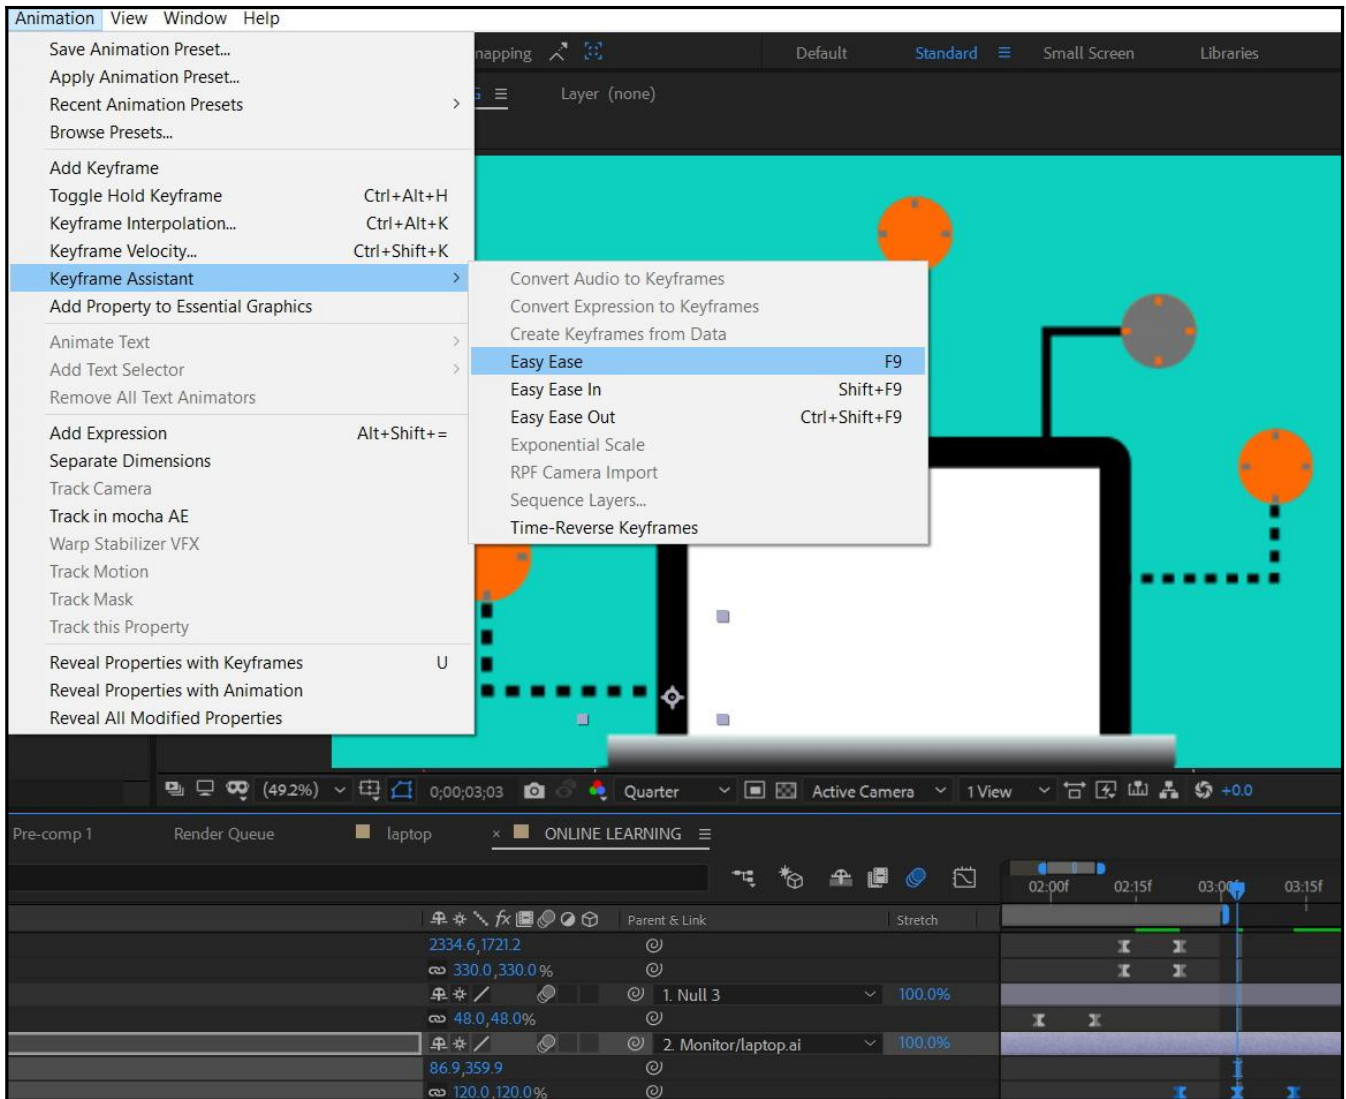 Animation View Window Help
Save Animation Preset...
Apply Animation Preset...
Recent Animation Presets
Browse Presets...
Add Keyframe
Toggle Hold Keyframe Ctrl+Alt+H
Keyframe Interpolation... Ctrl+Alt+K
Keyframe Velocity... Ctrl+Shift+K
Keyframe Assistant
Add Property to Essential Graphics
Animate Text
Add Text Selector
Remove All Text Animators
Add Expression Alt+Shift+=
Separate Dimensions
Track Camera
Track in mocha AE
Warp Stabilizer VFX
Track Motion
Track Mask
Track this Property
Reveal Properties with Keyframes U
Reveal Properties with Animation
Reveal All Modified Properties
Convert Audio to Keyframes
Convert Expression to Keyframes
Create Keyframes from Data
Easy Ease F9
Easy Ease In Shift+F9
Easy Ease Out Ctrl+Shift+F9
Exponential Scale
RPF Camera Import
Sequence Layers...
Time-Reverse Keyframes
napping Default Standard Small Screen Libraries
G Layer (none)
(49.2%) 0;00;03;03 Quarter Active Camera 1 View +0.0
Pre-comp 1 Render Queue laptop × ONLINE LEARNING
02:00f 02:15f 03:00f 03:15f
fx Parent & Link Stretch
2334.6,1721.2
330.0,330.0%
1. Null 3 100.0%
48.0,48.0%
2. Monitor/laptop.ai 100.0%
86.9,359.9
120.0,120.0%